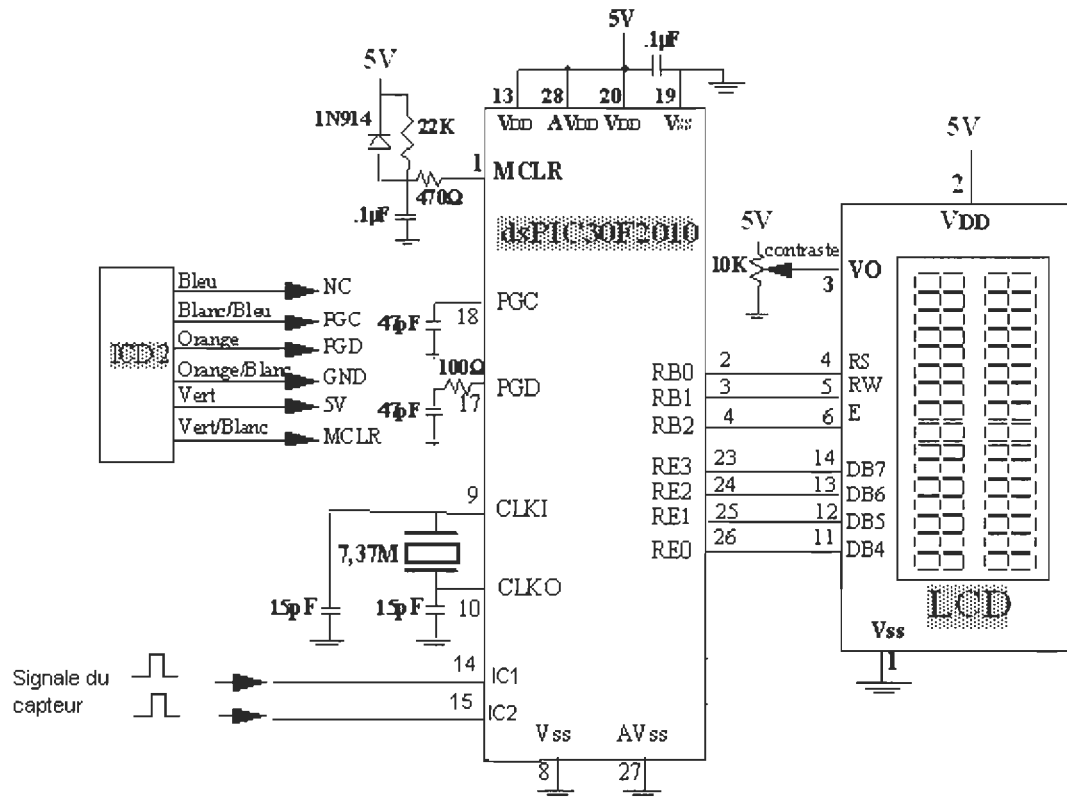 5V
.1µF
5V
13 28 20 19
VDD AVDD VDD VSS
1N914
22K
1
MCLR
470Ω
.1µF
dsPIC30F2010
5V
2
VDD
5V
contraste
10K
VO
3
Bleu NC
Blanc/Bleu PGC
Orange PGD
Orange/Blanc GND
Vert 5V
Vert/Blanc MCLR
ICD2
PGC
18
47pF
100Ω
PGD
17
47pF
RB0 2 4 RS
RB1 3 5 RW
RB2 4 6 E
RE3 23 14 DB7
RE2 24 13 DB6
RE1 25 12 DB5
RE0 26 11 DB4
9
CLKI
7,37M
CLKO
10
15pF 15pF
LCD
Vss
1
Signale du
capteur
14
IC1
15
IC2
Vss AVss
8 27